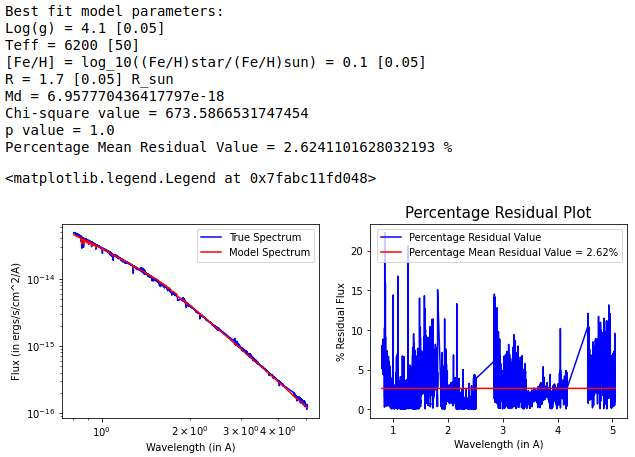 Best fit model parameters:
Log(g) = 4.1 [0.05]
Teff = 6200 [50]
[Fe/H] = log_10((Fe/H)star/(Fe/H)sun) = 0.1 [0.05]
R = 1.7 [0.05] R_sun
Md = 6.957770436417797e-18
Chi-square value = 673.5866531747454
p value = 1.0
Percentage Mean Residual Value = 2.6241101628032193 %
<matplotlib.legend.Legend at 0x7fabc11fd048>
True Spectrum
Model Spectrum
Flux (in ergs/s/cm^2/A)
10⁻¹⁴
10⁻¹⁵
10⁻¹⁶
10⁰ 2 × 10⁰ 3 × 10⁰ 4 × 10⁰
Wavelength (in A)
Percentage Residual Plot
Percentage Residual Value
Percentage Mean Residual Value = 2.62%
% Residual Flux
20
15
10
5
0
1 2 3 4 5
Wavelength (in A)